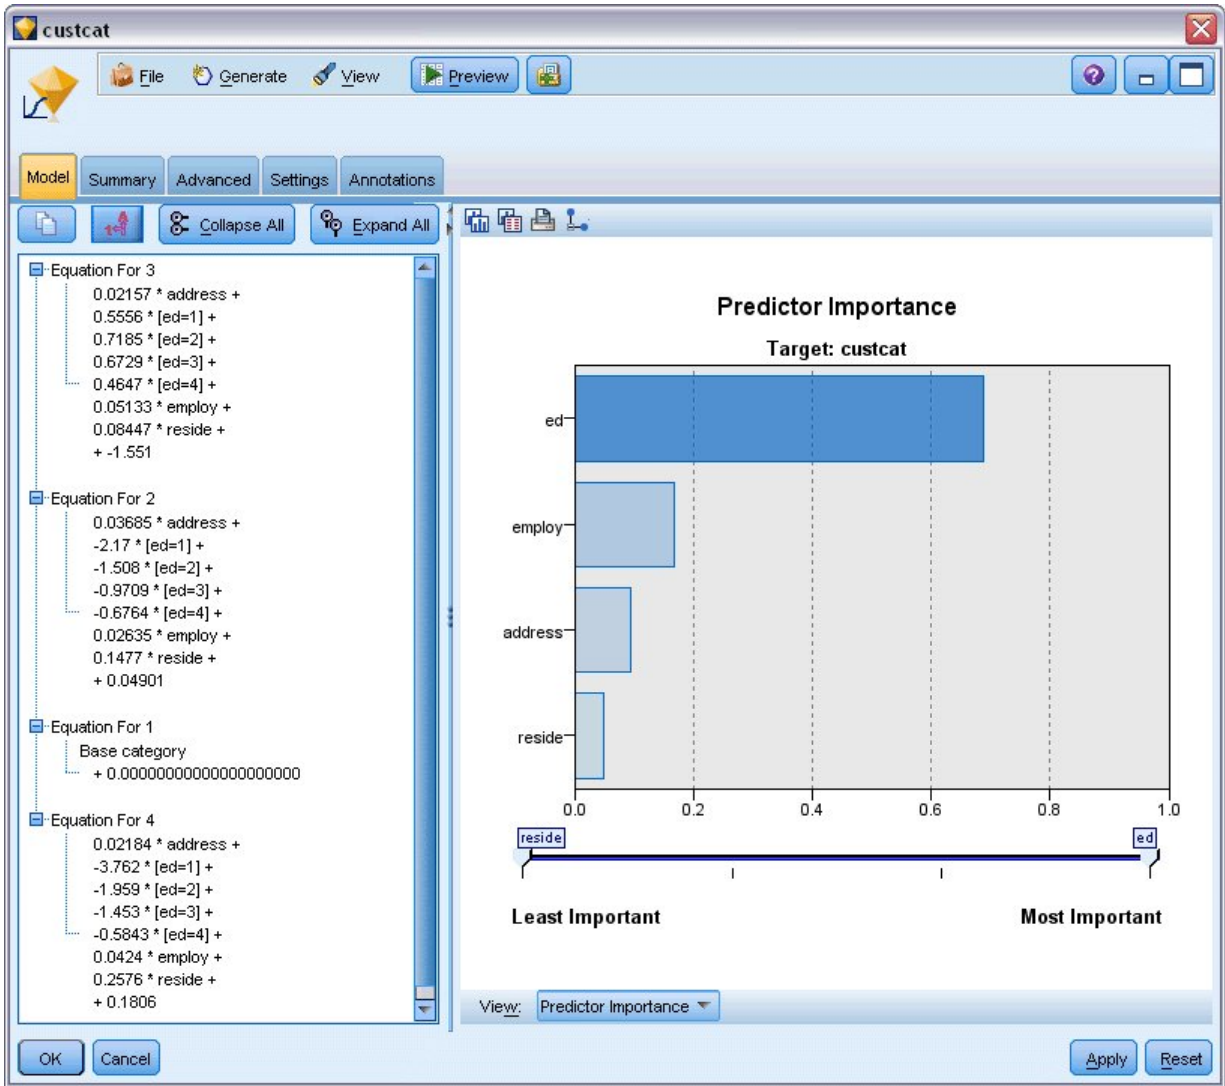 custcat
File Generate View Preview
Model Summary Advanced Settings Annotations
Collapse All Expand All
Equation For 3
0.02157 * address +
0.5556 * [ed=1] +
0.7185 * [ed=2] +
0.6729 * [ed=3] +
0.4647 * [ed=4] +
0.05133 * employ +
0.08447 * reside +
+ -1.551
Equation For 2
0.03685 * address +
-2.17 * [ed=1] +
-1.508 * [ed=2] +
-0.9709 * [ed=3] +
-0.6764 * [ed=4] +
0.02635 * employ +
0.1477 * reside +
+ 0.04901
Equation For 1
Base category
+ 0.00000000000000000000
Equation For 4
0.02184 * address +
-3.762 * [ed=1] +
-1.959 * [ed=2] +
-1.453 * [ed=3] +
-0.5843 * [ed=4] +
0.0424 * employ +
0.2576 * reside +
+ 0.1806
Predictor Importance
Target: custcat
ed
employ
address
reside
0.0 0.2 0.4 0.6 0.8 1.0
reside ed
Least Important Most Important
View: Predictor Importance
OK Cancel Apply Reset